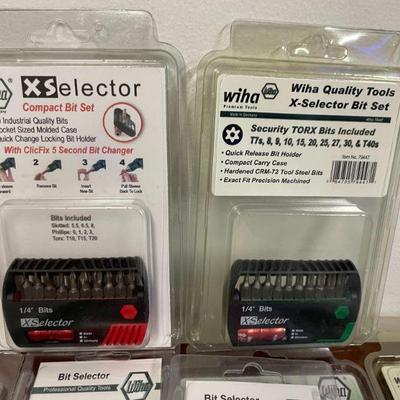 XSelector
Compact Bit Set
Industrial Quality Bits
Sized Molded Case
Quick Change Locking Bit Holder
With ClicFix 5 Second Bit Changer
2 3 4
Remove Bit
Insert
New Bit
Pull Sleeve
Back To Lock
Bits included
Slotted: 5.5, 6.5, 8,
Phillips: 0, 1, 2, 3,
Torx: T10, T15, T20
1/4" Bits
XSelector
wiha
Premium Tools
Made in Germany
Wiha Quality Tools
X-Selector Bit Set
Security TORX Bits Included
T7s, 8, 9, 10, 15, 20, 25, 27, 30, & T40s
• Quick Release Bit Holder
• Compact Carry Case
• Hardened CRM-72 Tool Steel Bits
• Exact Fit Precision Machined
Item No. 79447
1/4" Bits
XSelector
Bit Selector
Professional Quality Tools
Wiha
Bit Selector